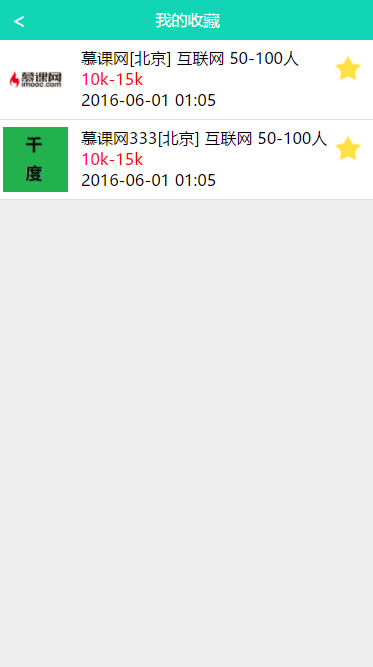 <
我的收藏
慕课网
imooc.com
慕课网[北京] 互联网 50-100人
10k-15k
2016-06-01 01:05
千
度
慕课网333[北京] 互联网 50-100人
10k-15k
2016-06-01 01:05